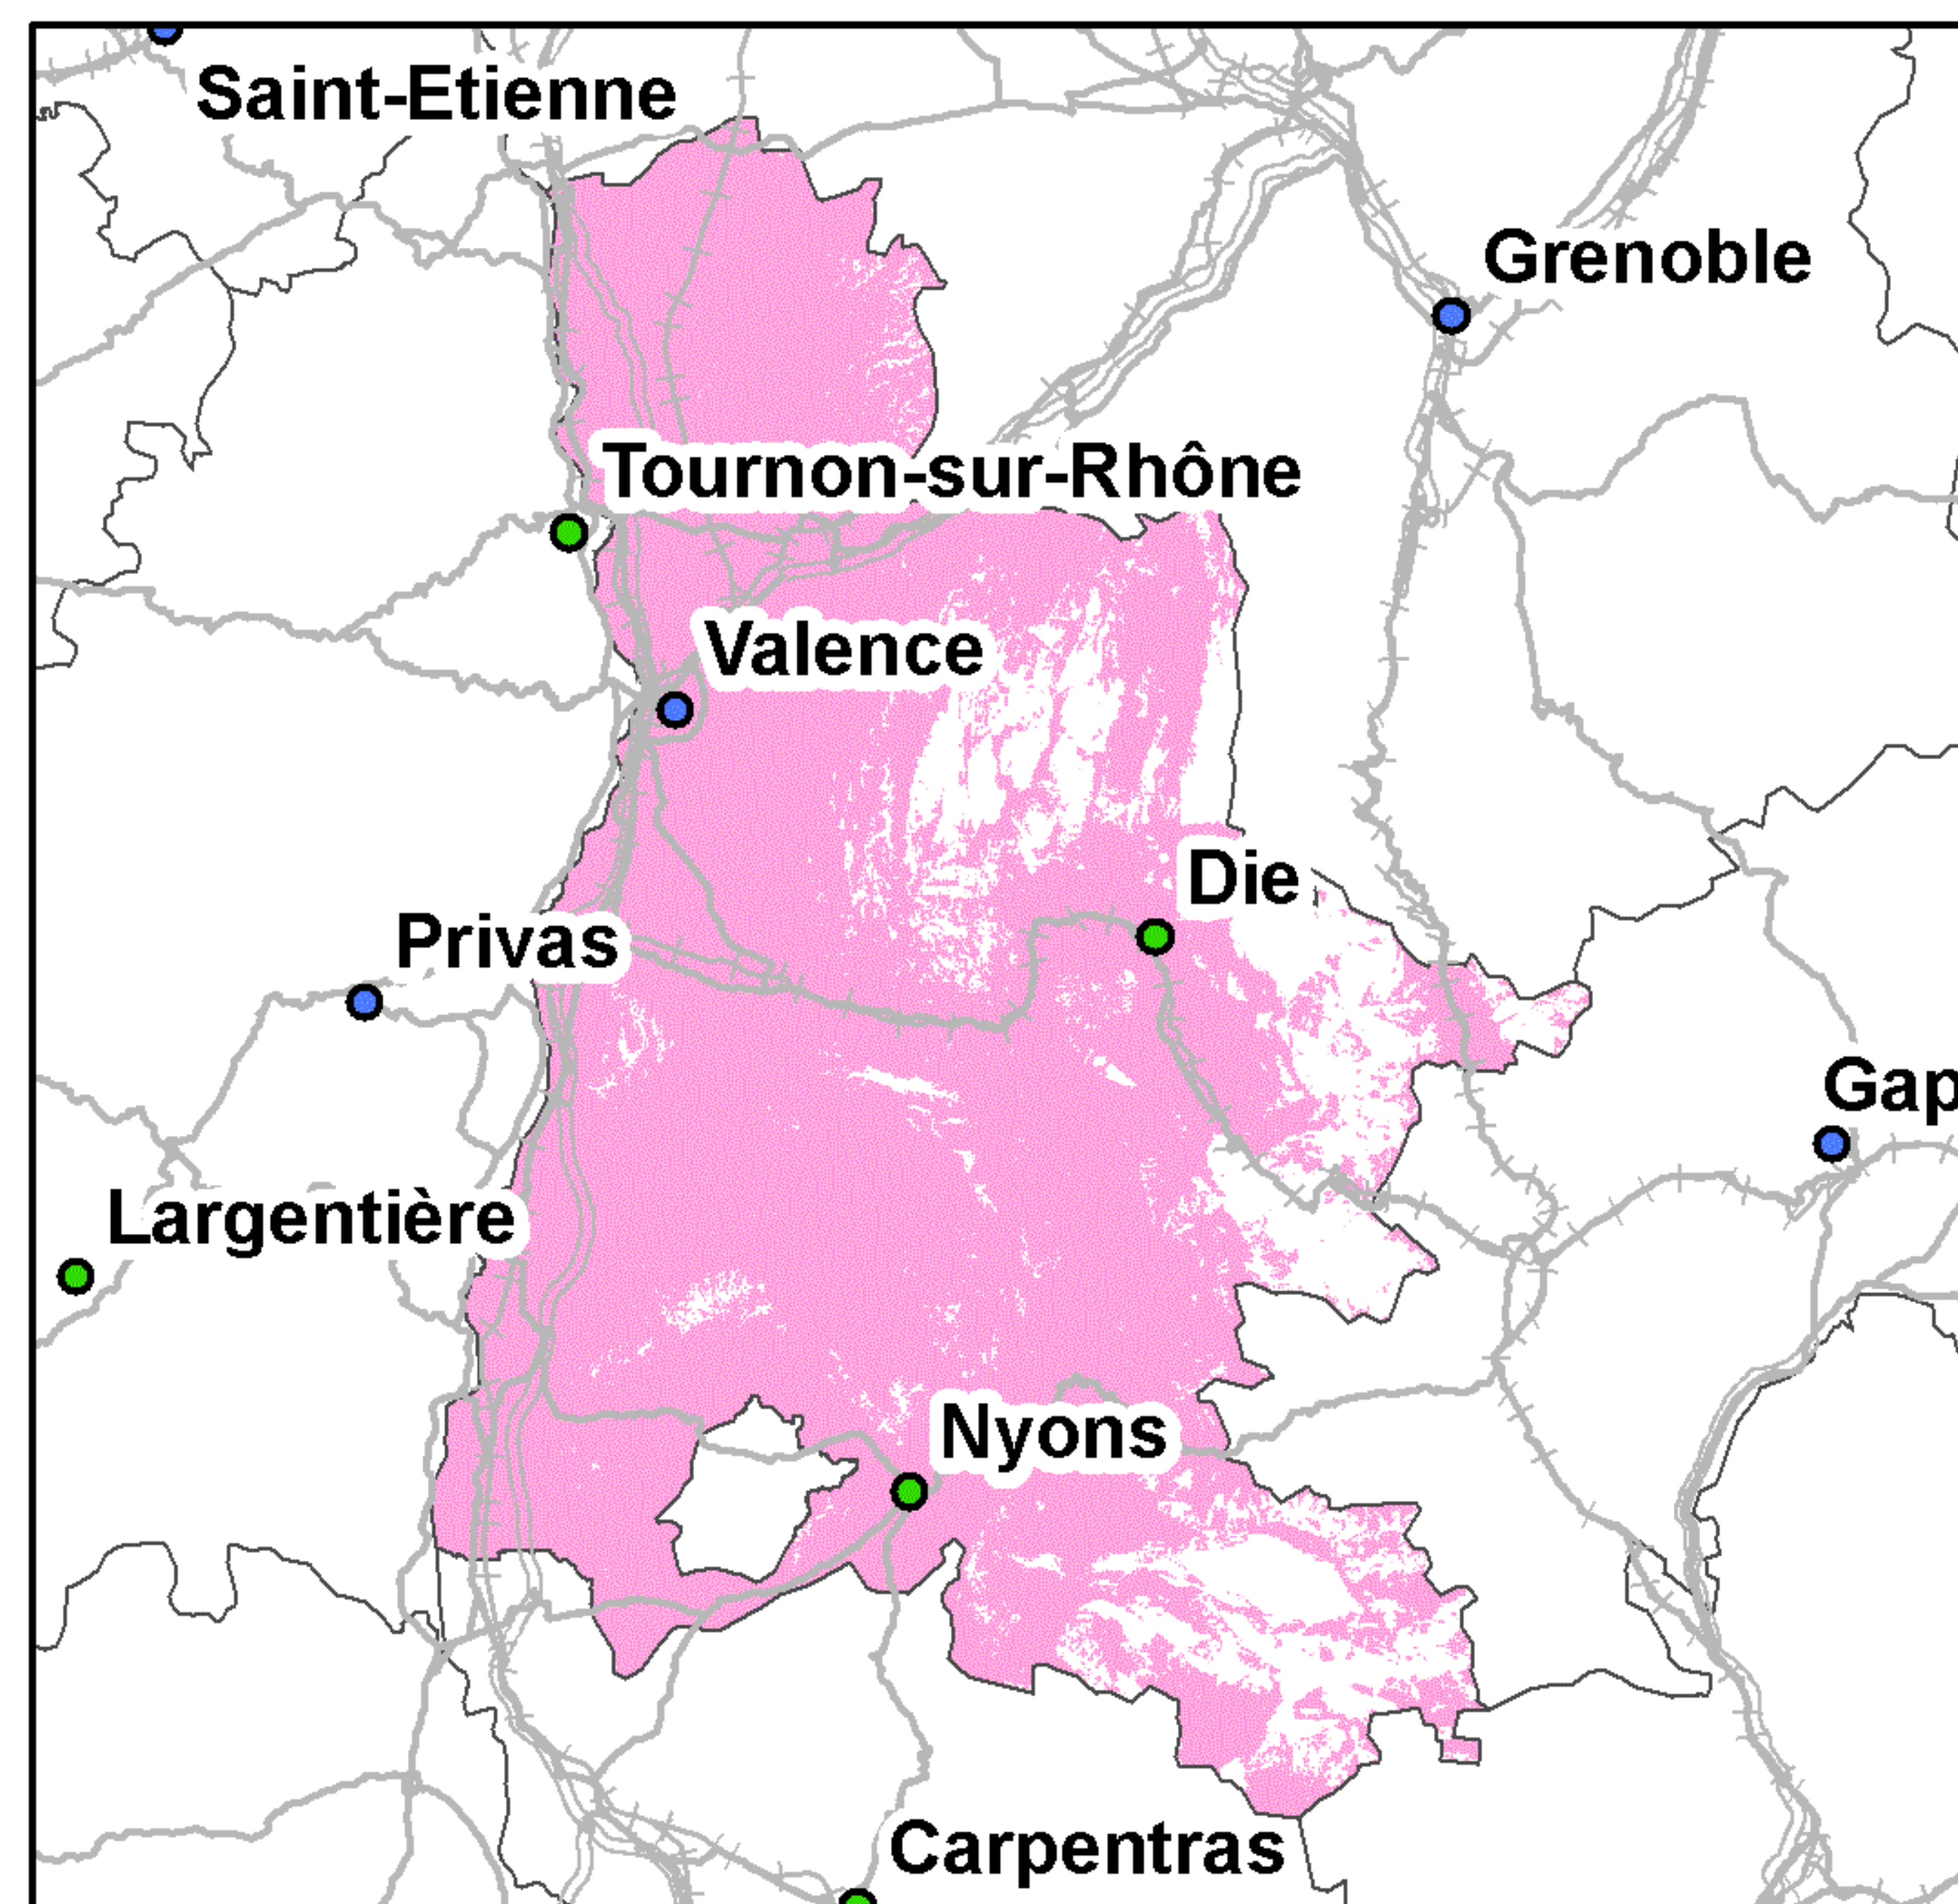 Saint-Etienne
Grenoble
Tournon-sur-Rhône
Valence
Die
Privas
Gap
Largentière
Nyons
Carpentras